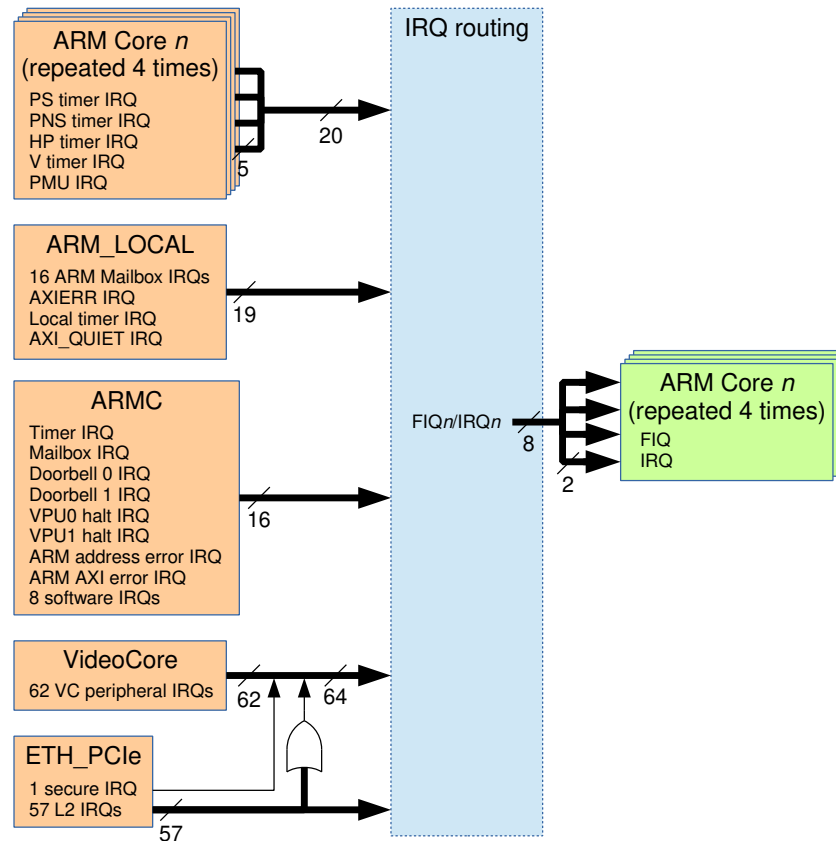 ARM Core n
(repeated 4 times)
PS timer IRQ
PNS timer IRQ
HP timer IRQ
V timer IRQ
PMU IRQ
5
20
IRQ routing
ARM_LOCAL
16 ARM Mailbox IRQs
AXIERR IRQ
Local timer IRQ
AXI_QUIET IRQ
19
ARMC
Timer IRQ
Mailbox IRQ
Doorbell 0 IRQ
Doorbell 1 IRQ
VPU0 halt IRQ
VPU1 halt IRQ
ARM address error IRQ
ARM AXI error IRQ
8 software IRQs
16
FIQn/IRQn
8
2
ARM Core n
(repeated 4 times)
FIQ
IRQ
VideoCore
62 VC peripheral IRQs
62
64
ETH_PCIe
1 secure IRQ
57 L2 IRQs
57